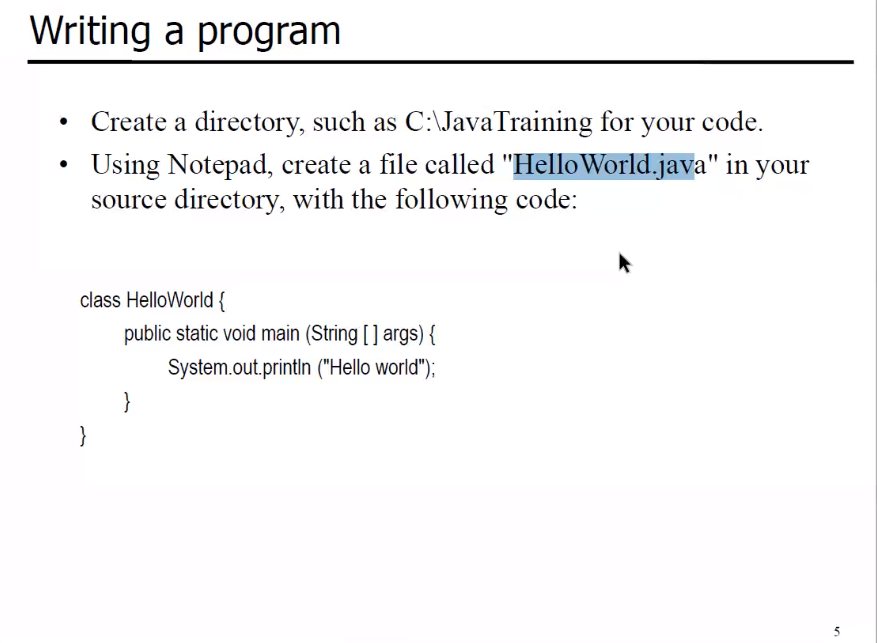 Writing a program
• Create a directory, such as C:\JavaTraining for your code.
• Using Notepad, create a file called "HelloWorld.java" in your
source directory, with the following code:
class HelloWorld {
public static void main (String [ ] args) {
System.out.println ("Hello world");
}
}
5